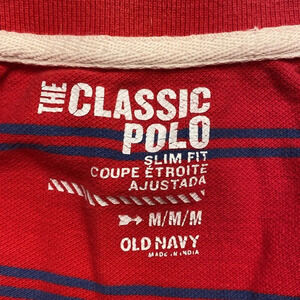 THE CLASSIC
POLO
SLIM FIT
COUPE ÉTROITE
AJUSTADA
M/M/M
OLD NAVY
MADE IN INDIA